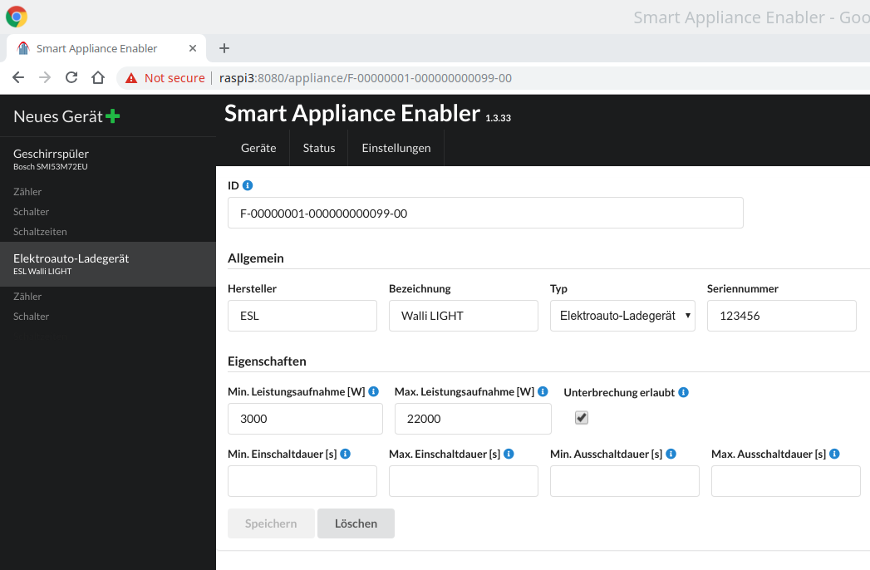 Smart Appliance Enabler - Goo
Smart Appliance Enabler
Not secure | raspi3:8080/appliance/F-00000001-000000000099-00
Neues Gerät
Smart Appliance Enabler 1.3.33
Geräte Status Einstellungen
Geschirrspüler
Bosch SMI53M72EU
Zähler
Schalter
Schaltzeiten
Elektroauto-Ladegerät
ESL Walli LIGHT
Zähler
Schalter
ID
F-00000001-000000000099-00
Allgemein
Hersteller Bezeichnung Typ Seriennummer
ESL Walli LIGHT Elektroauto-Ladegerät 123456
Eigenschaften
Min. Leistungsaufnahme [W] Max. Leistungsaufnahme [W] Unterbrechung erlaubt
3000 22000
Min. Einschaltdauer [s] Max. Einschaltdauer [s] Min. Ausschaltdauer [s] Max. Ausschaltdauer [s]
Speichern Löschen